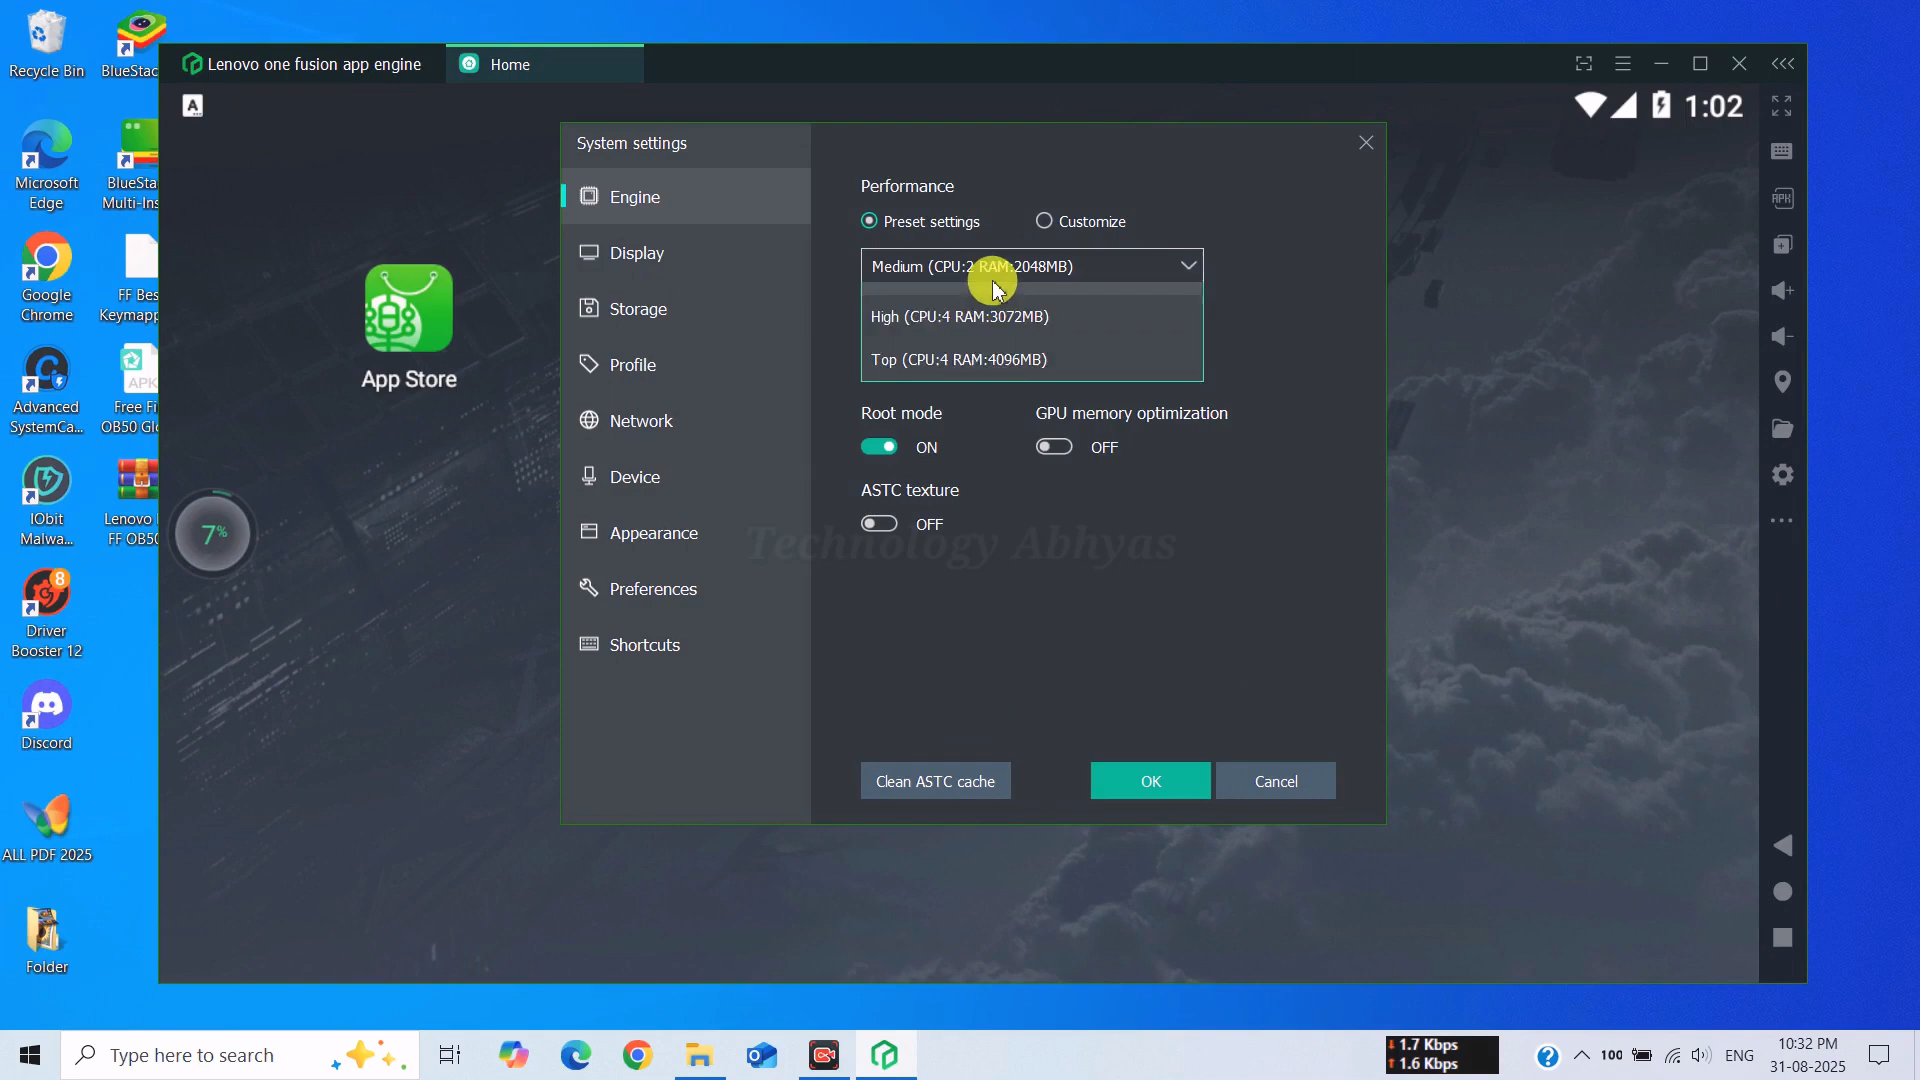 Recycle Bin
BlueStac
Microsoft
Edge
BlueSta
Multi-Ins
Google
Chrome
FF Bes
Keymapp
Advanced
SystemCa...
APK
Free Fi
OB50 Glo
IObit
Malwa...
Lenovo
FF OB50
8
Driver
Booster 12
Discord
ALL PDF 2025
Folder
Lenovo one fusion app engine
Home
A
1:02
APK
App Store
7%
System settings
Engine
Display
Storage
Profile
Network
Device
Appearance
Preferences
Shortcuts
Performance
Preset settings
Customize
Medium (CPU:2 RAM:2048MB)
High (CPU:4 RAM:3072MB)
Top (CPU:4 RAM:4096MB)
Root mode
GPU memory optimization
ON
OFF
ASTC texture
OFF
Technology Abhyas
Clean ASTC cache
OK
Cancel
Type here to search
1.7 Kbps
1.6 Kbps
100
ENG
10:32 PM
31-08-2025